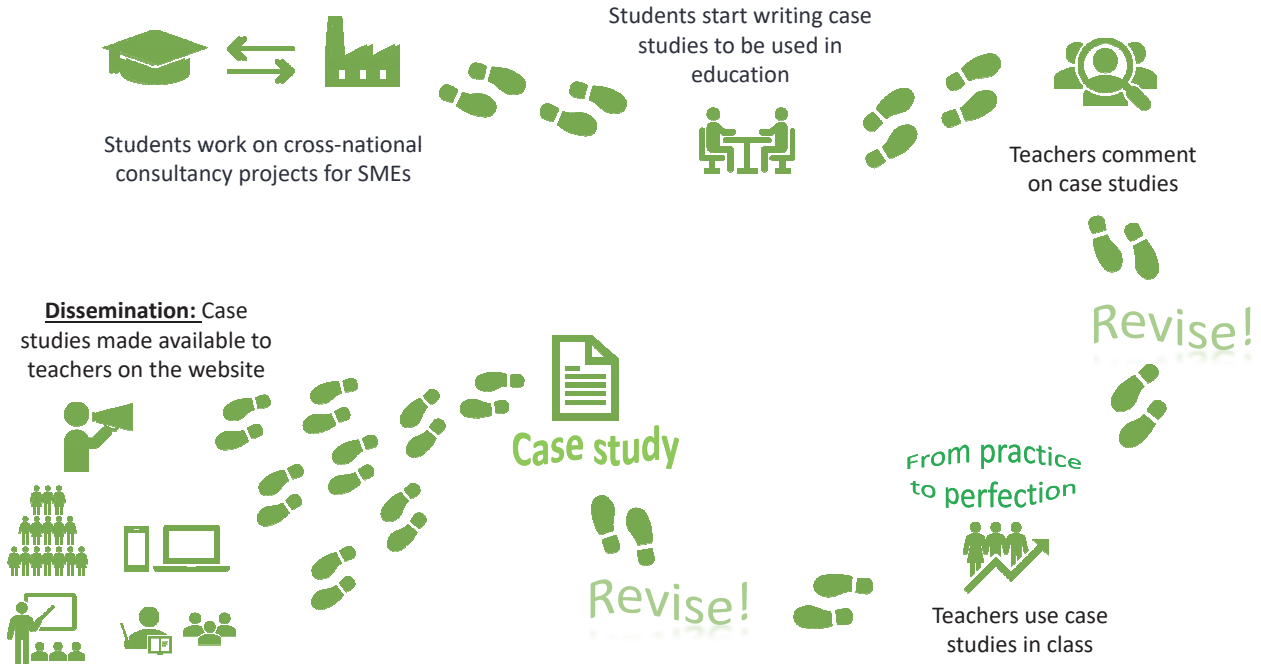 Students work on cross-national
consultancy projects for SMEs
Students start writing case
studies to be used in
education
Teachers comment
on case studies
Revise!
From practice
to perfection
Teachers use case
studies in class
Revise!
Case study
Dissemination: Case
studies made available to
teachers on the website